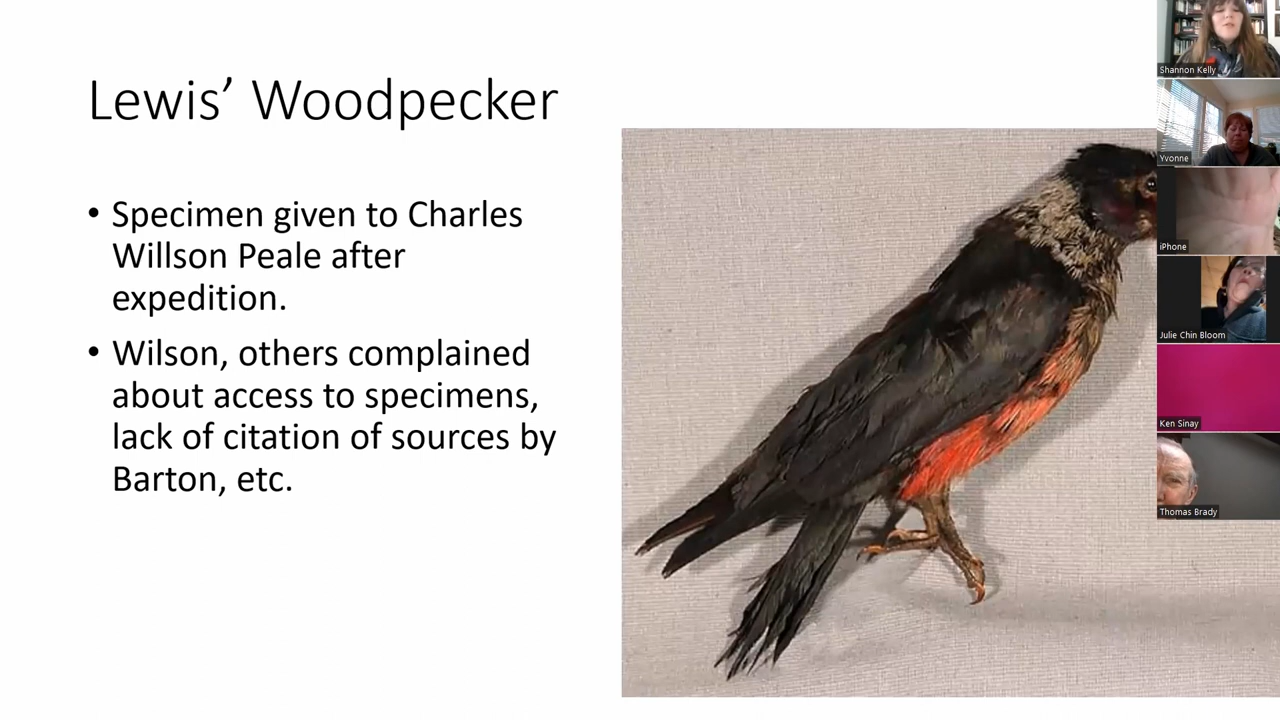 Lewis’ Woodpecker
• Specimen given to Charles
Willson Peale after
expedition.
• Wilson, others complained
about access to specimens,
lack of citation of sources by
Barton, etc.
Shannon Kelly
Yvonne
iPhone
Julie Chin Bloom
Ken Sinay
Thomas Brady